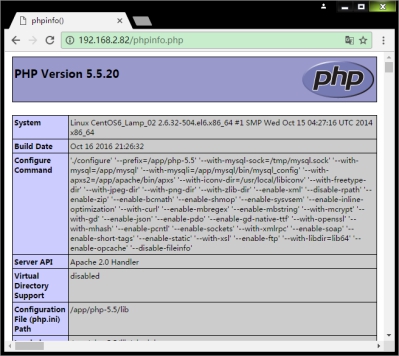 phpinfo()
192.168.2.82/phpinfo.php
PHP Version 5.5.20
php
System
Linux CentOS6_Lamp_02 2.6.32-504.el6.x86_64 #1 SMP Wed Oct 15 04:27:16 UTC 2014
x86_64
Build Date
Oct 16 2016 21:26:32
Configure
Command
'./configure' '--prefix=/app/php-5.5' '--with-mysql-sock=/tmp/mysql.sock' '--with-
mysql=/app/mysql' '--with-mysqli=/app/mysql/bin/mysql_config' '--with-
apxs2=/app/apache/bin/apxs' '--with-iconv-dir=/usr/local/libiconv' '--with-freetype-
dir' '--with-jpeg-dir' '--with-png-dir' '--with-zlib-dir' '--enable-xml' '--disable-rpath' '--
enable-zip' '--enable-bcmath' '--enable-shmop' '--enable-sysvsem' '--enable-inline-
optimization' '--with-curl' '--enable-mbregex' '--enable-mbstring' '--with-mcrypt' '--
with-gd' '--enable-json' '--enable-pdo' '--enable-gd-native-ttf' '--with-openssl' '--
with-mhash' '--enable-pcntl' '--enable-sockets' '--with-xmlrpc' '--enable-soap' '--
enable-short-tags' '--enable-static' '--with-xsl' '--enable-ftp' '--with-libdir=lib64' '--
enable-opcache' '--disable-fileinfo'
Server API
Apache 2.0 Handler
Virtual
Directory
Support
disabled
Configuration
File (php.ini)
Path
/app/php-5.5/lib